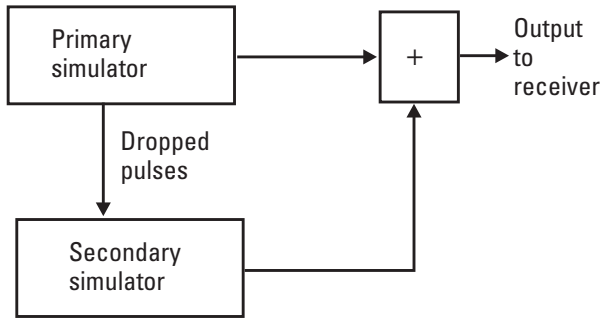 Primary
simulator
+
Output
to
receiver
Dropped
pulses
Secondary
simulator